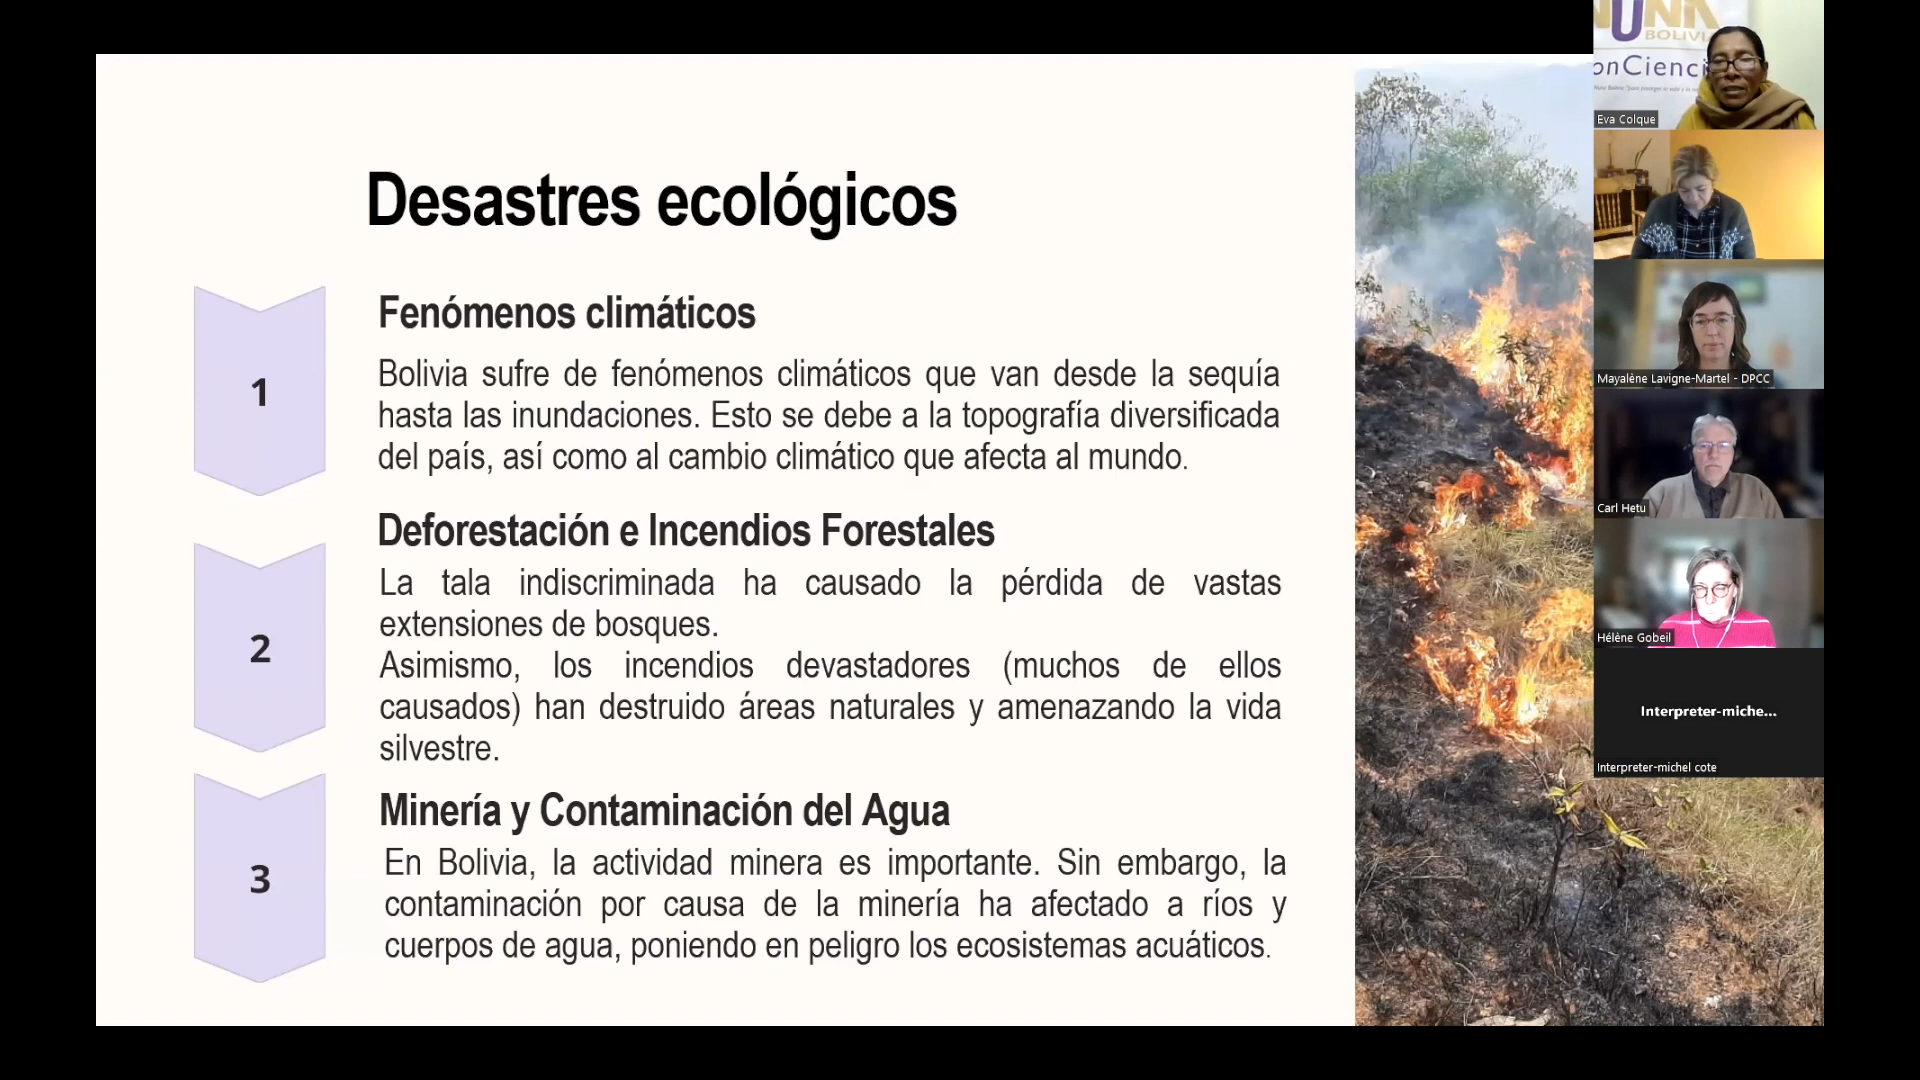 Desastres ecológicos
1
Fenómenos climáticos
Bolivia sufre de fenómenos climáticos que van desde la sequía
hasta las inundaciones. Esto se debe a la topografía diversificada
del país, así como al cambio climático que afecta al mundo.
2
Deforestación e Incendios Forestales
La tala indiscriminada ha causado la pérdida de vastas
extensiones de bosques.
Asimismo, los incendios devastadores (muchos de ellos
causados) han destruido áreas naturales y amenazando la vida
silvestre.
3
Minería y Contaminación del Agua
En Bolivia, la actividad minera es importante. Sin embargo, la
contaminación por causa de la minería ha afectado a ríos y
cuerpos de agua, poniendo en peligro los ecosistemas acuáticos.
BOLIVI
onCienci
Eva Colque
Mayalène Lavigne-Martel - DPCC
Carl Hetu
Hélène Gobeil
Interpreter-miche...
Interpreter-michel cote